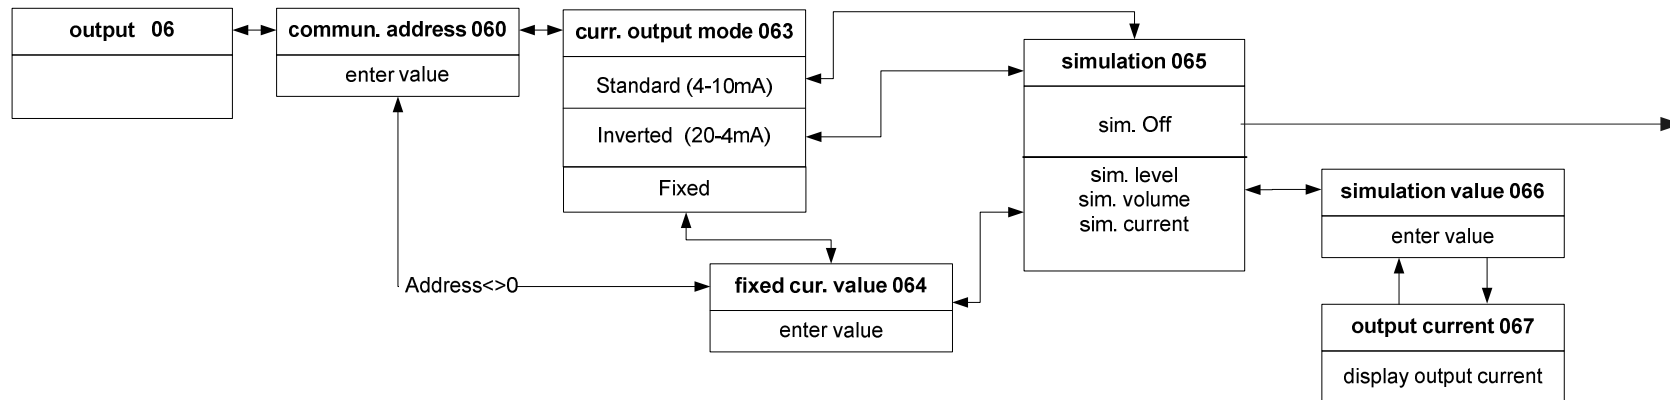 output 06
commun. address 060
enter value
curr. output mode 063
Standard (4-10mA)
Inverted (20-4mA)
Fixed
simulation 065
sim. Off
sim. level
sim. volume
sim. current
simulation value 066
enter value
Address<>0
fixed cur. value 064
enter value
output current 067
display output current